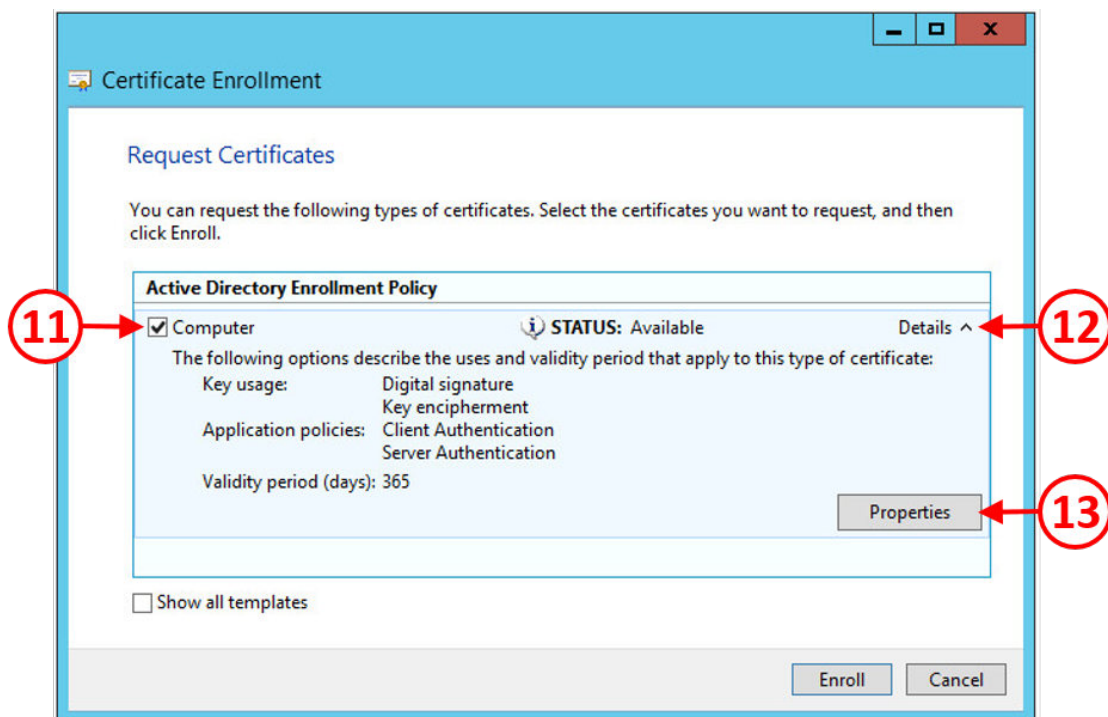 Certificate Enrollment
Request Certificates
You can request the following types of certificates. Select the certificates you want to request, and then
click Enroll.
Active Directory Enrollment Policy
11 Computer STATUS: Available Details 12
The following options describe the uses and validity period that apply to this type of certificate:
Key usage: Digital signature
Key encipherment
Application policies: Client Authentication
Server Authentication
Validity period (days): 365
Properties 13
Show all templates
Enroll Cancel